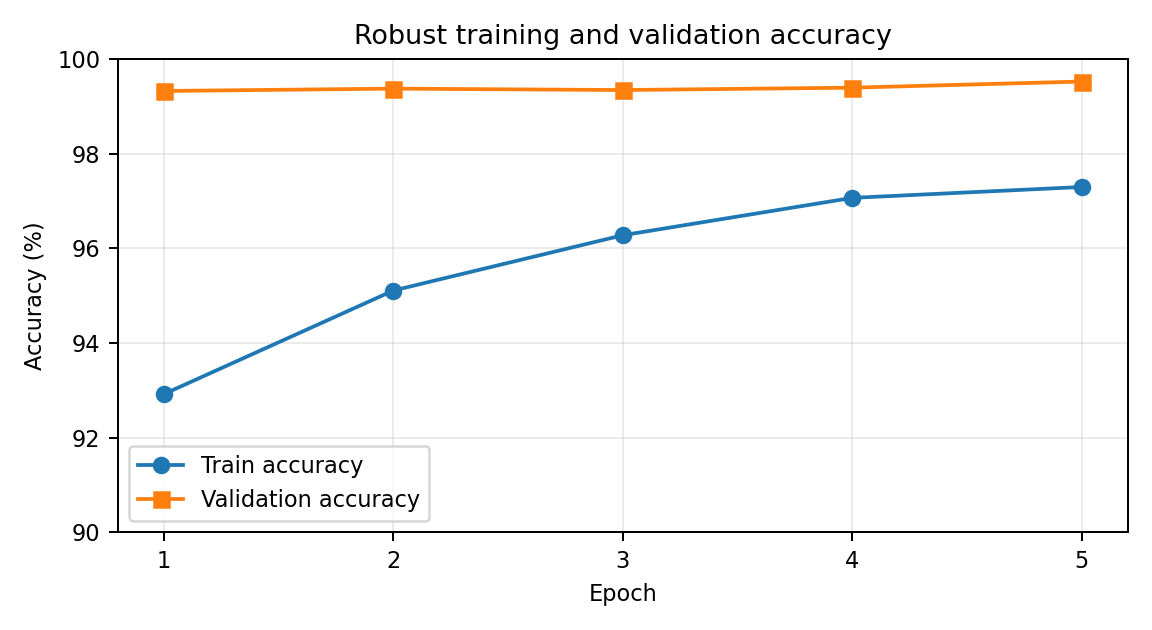 Robust training and validation accuracy
100
98
96
94
92
90
Accuracy (%)
Train accuracy
Validation accuracy
1 2 3 4 5
Epoch